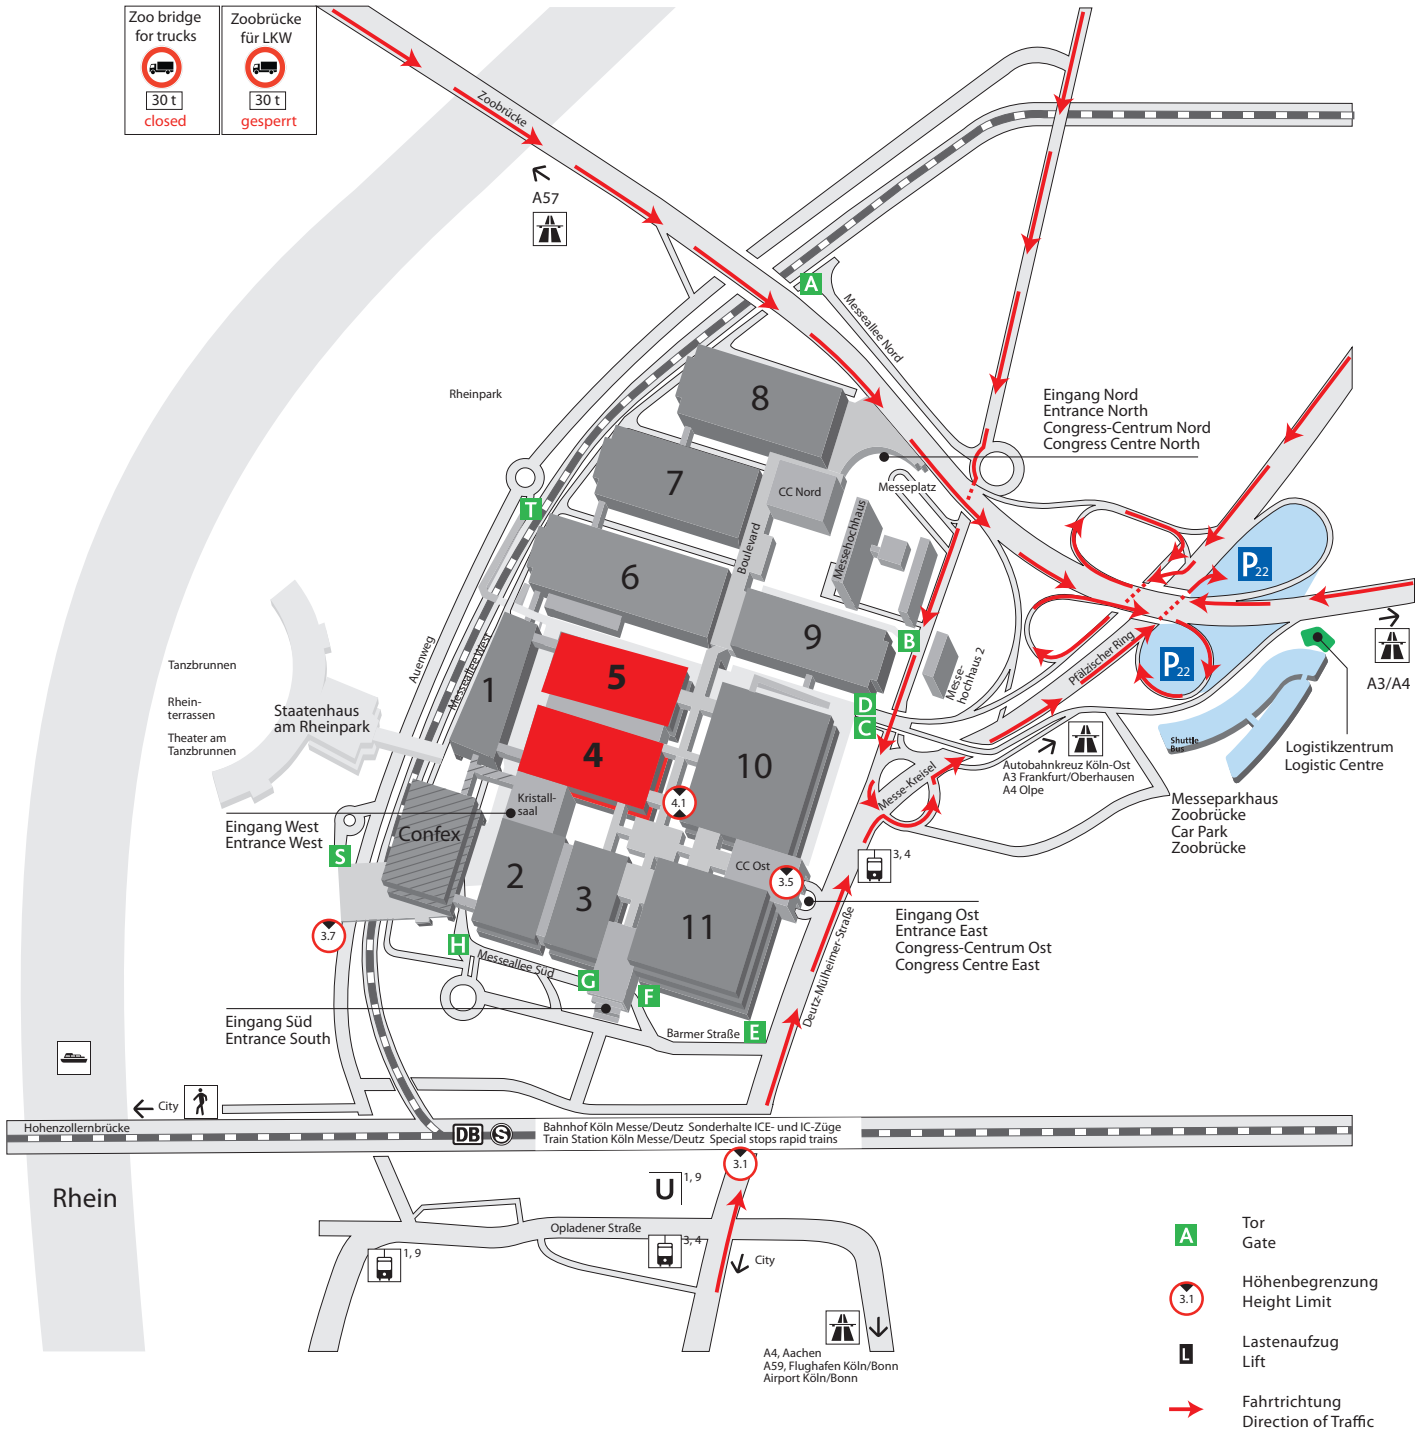 Zoo bridge
for trucks
30 t
closed
Zoobrücke
für LKW
30 t
gesperrt
Zoobrücke
A57
A
Messeallee Nord
Rheinpark
8
Eingang Nord
Entrance North
Congress-Centrum Nord
Congress Centre North
7
CC Nord
Messeplatz
T
Boulevard
Messehochhaus
6
P22
9
B
Messe-
hochhaus 2
Pfälzischer Ring
P22
A3/A4
Auenweg
Messeallee West
Tanzbrunnen
Rhein-
terrassen
Theater am
Tanzbrunnen
Staatenhaus
am Rheinpark
1
5
4
D
C
10
Shuttle
Bus
Logistikzentrum
Logistic Centre
Autobahnkreuz Köln-Ost
A3 Frankfurt/Oberhausen
A4 Olpe
Messe-Kreisel
Messeparkhaus
Zoobrücke
Car Park
Zoobrücke
Kristall-
saal
4.1
Eingang West
Entrance West
Confex
S
2
3
CC Ost
3.5
3, 4
11
Eingang Ost
Entrance East
Congress-Centrum Ost
Congress Centre East
3.7
H
Messeallee Süd
G
F
E
Deutz-Mülheimer-Straße
Eingang Süd
Entrance South
Barmer Straße
City
Hohenzollernbrücke
DB
S
Bahnhof Köln Messe/Deutz Sonderhalte ICE- und IC-Züge
Train Station Köln Messe/Deutz Special stops rapid trains
3.1
Rhein
U
1, 9
Opladener Straße
1, 9
3, 4
City
A4, Aachen
A59, Flughafen Köln/Bonn
Airport Köln/Bonn
A
Tor
Gate
3.1
Höhenbegrenzung
Height Limit
L
Lastenaufzug
Lift
Fahrtrichtung
Direction of Traffic